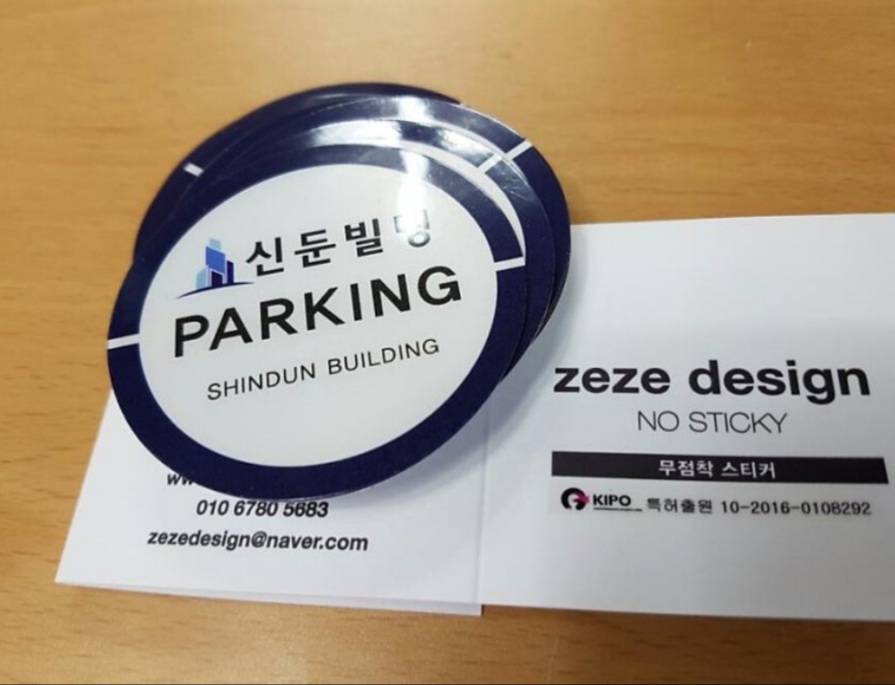 신둔빌딩
PARKING
SHINDUN BUILDING
010 6780 5683
zezedesign@naver.com
zeze design
NO STICKY
무점착 스티커
KIPO 특허출원 10-2016-0108292